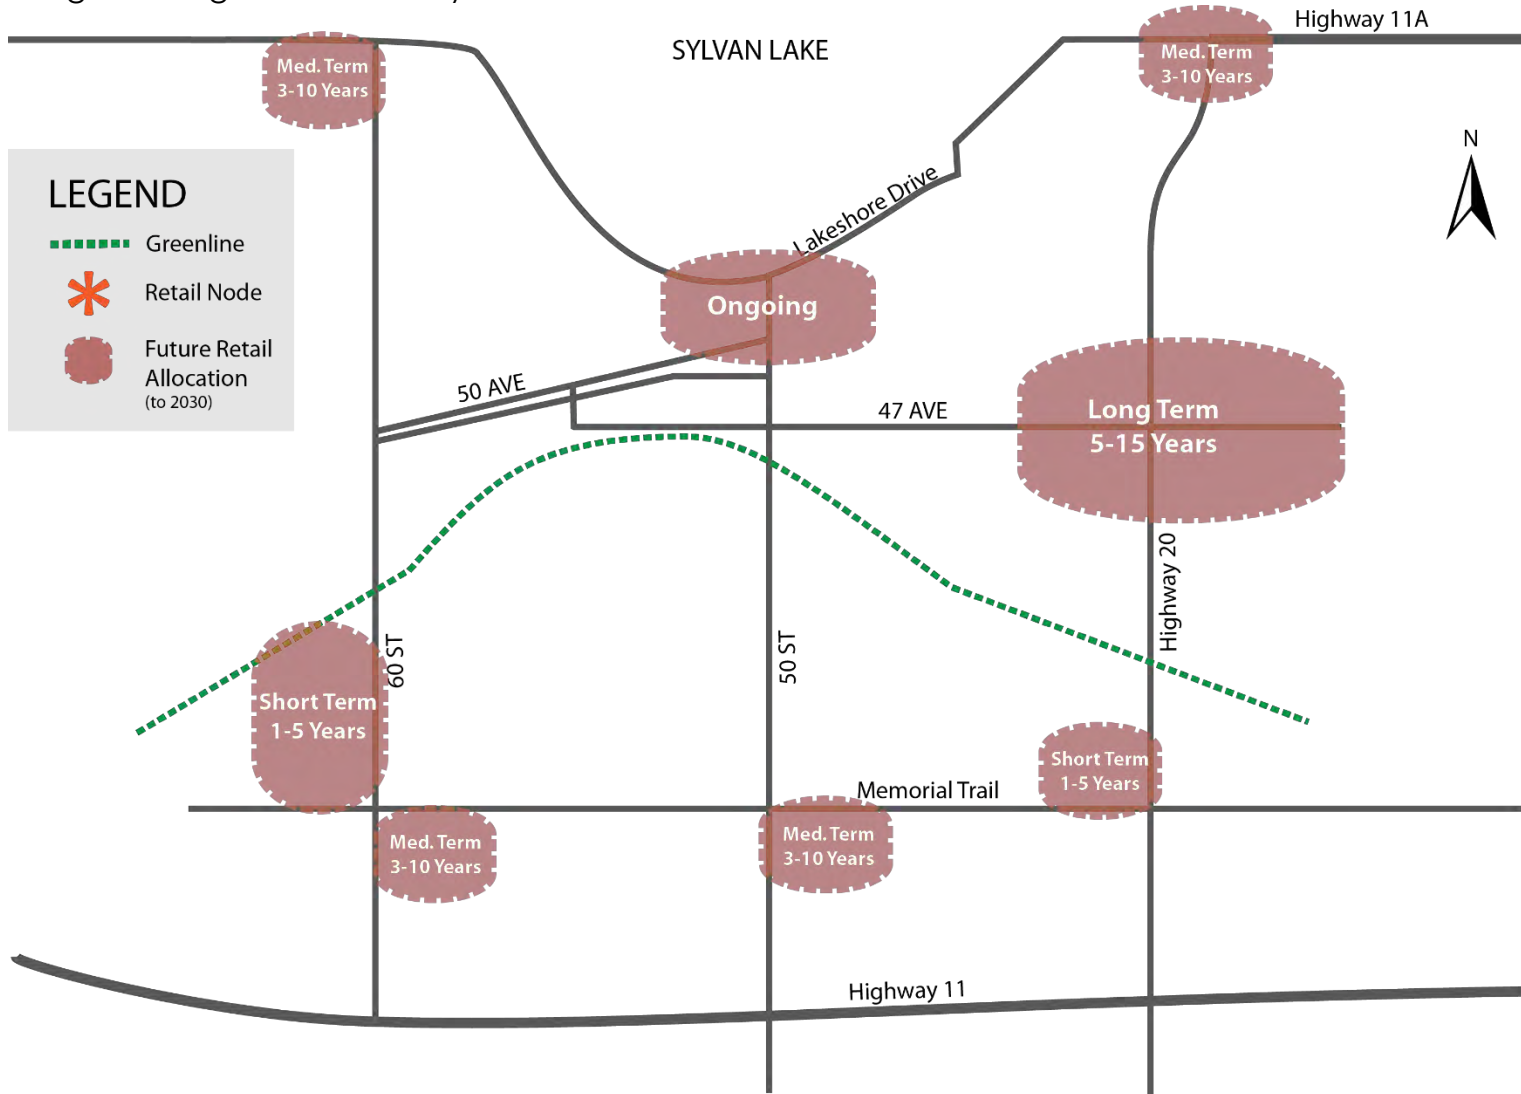 Highway 11A
SYLVAN LAKE
Med. Term
3-10 Years
Med. Term
3-10 Years
N
LEGEND
Greenline
Retail Node
Future Retail
Allocation
(to 2030)
Lakeshore Drive
Ongoing
50 AVE
47 AVE
Long Term
5-15 Years
Highway 20
60 ST
50 ST
Short Term
1-5 Years
Short Term
1-5 Years
Memorial Trail
Med. Term
3-10 Years
Med. Term
3-10 Years
Highway 11